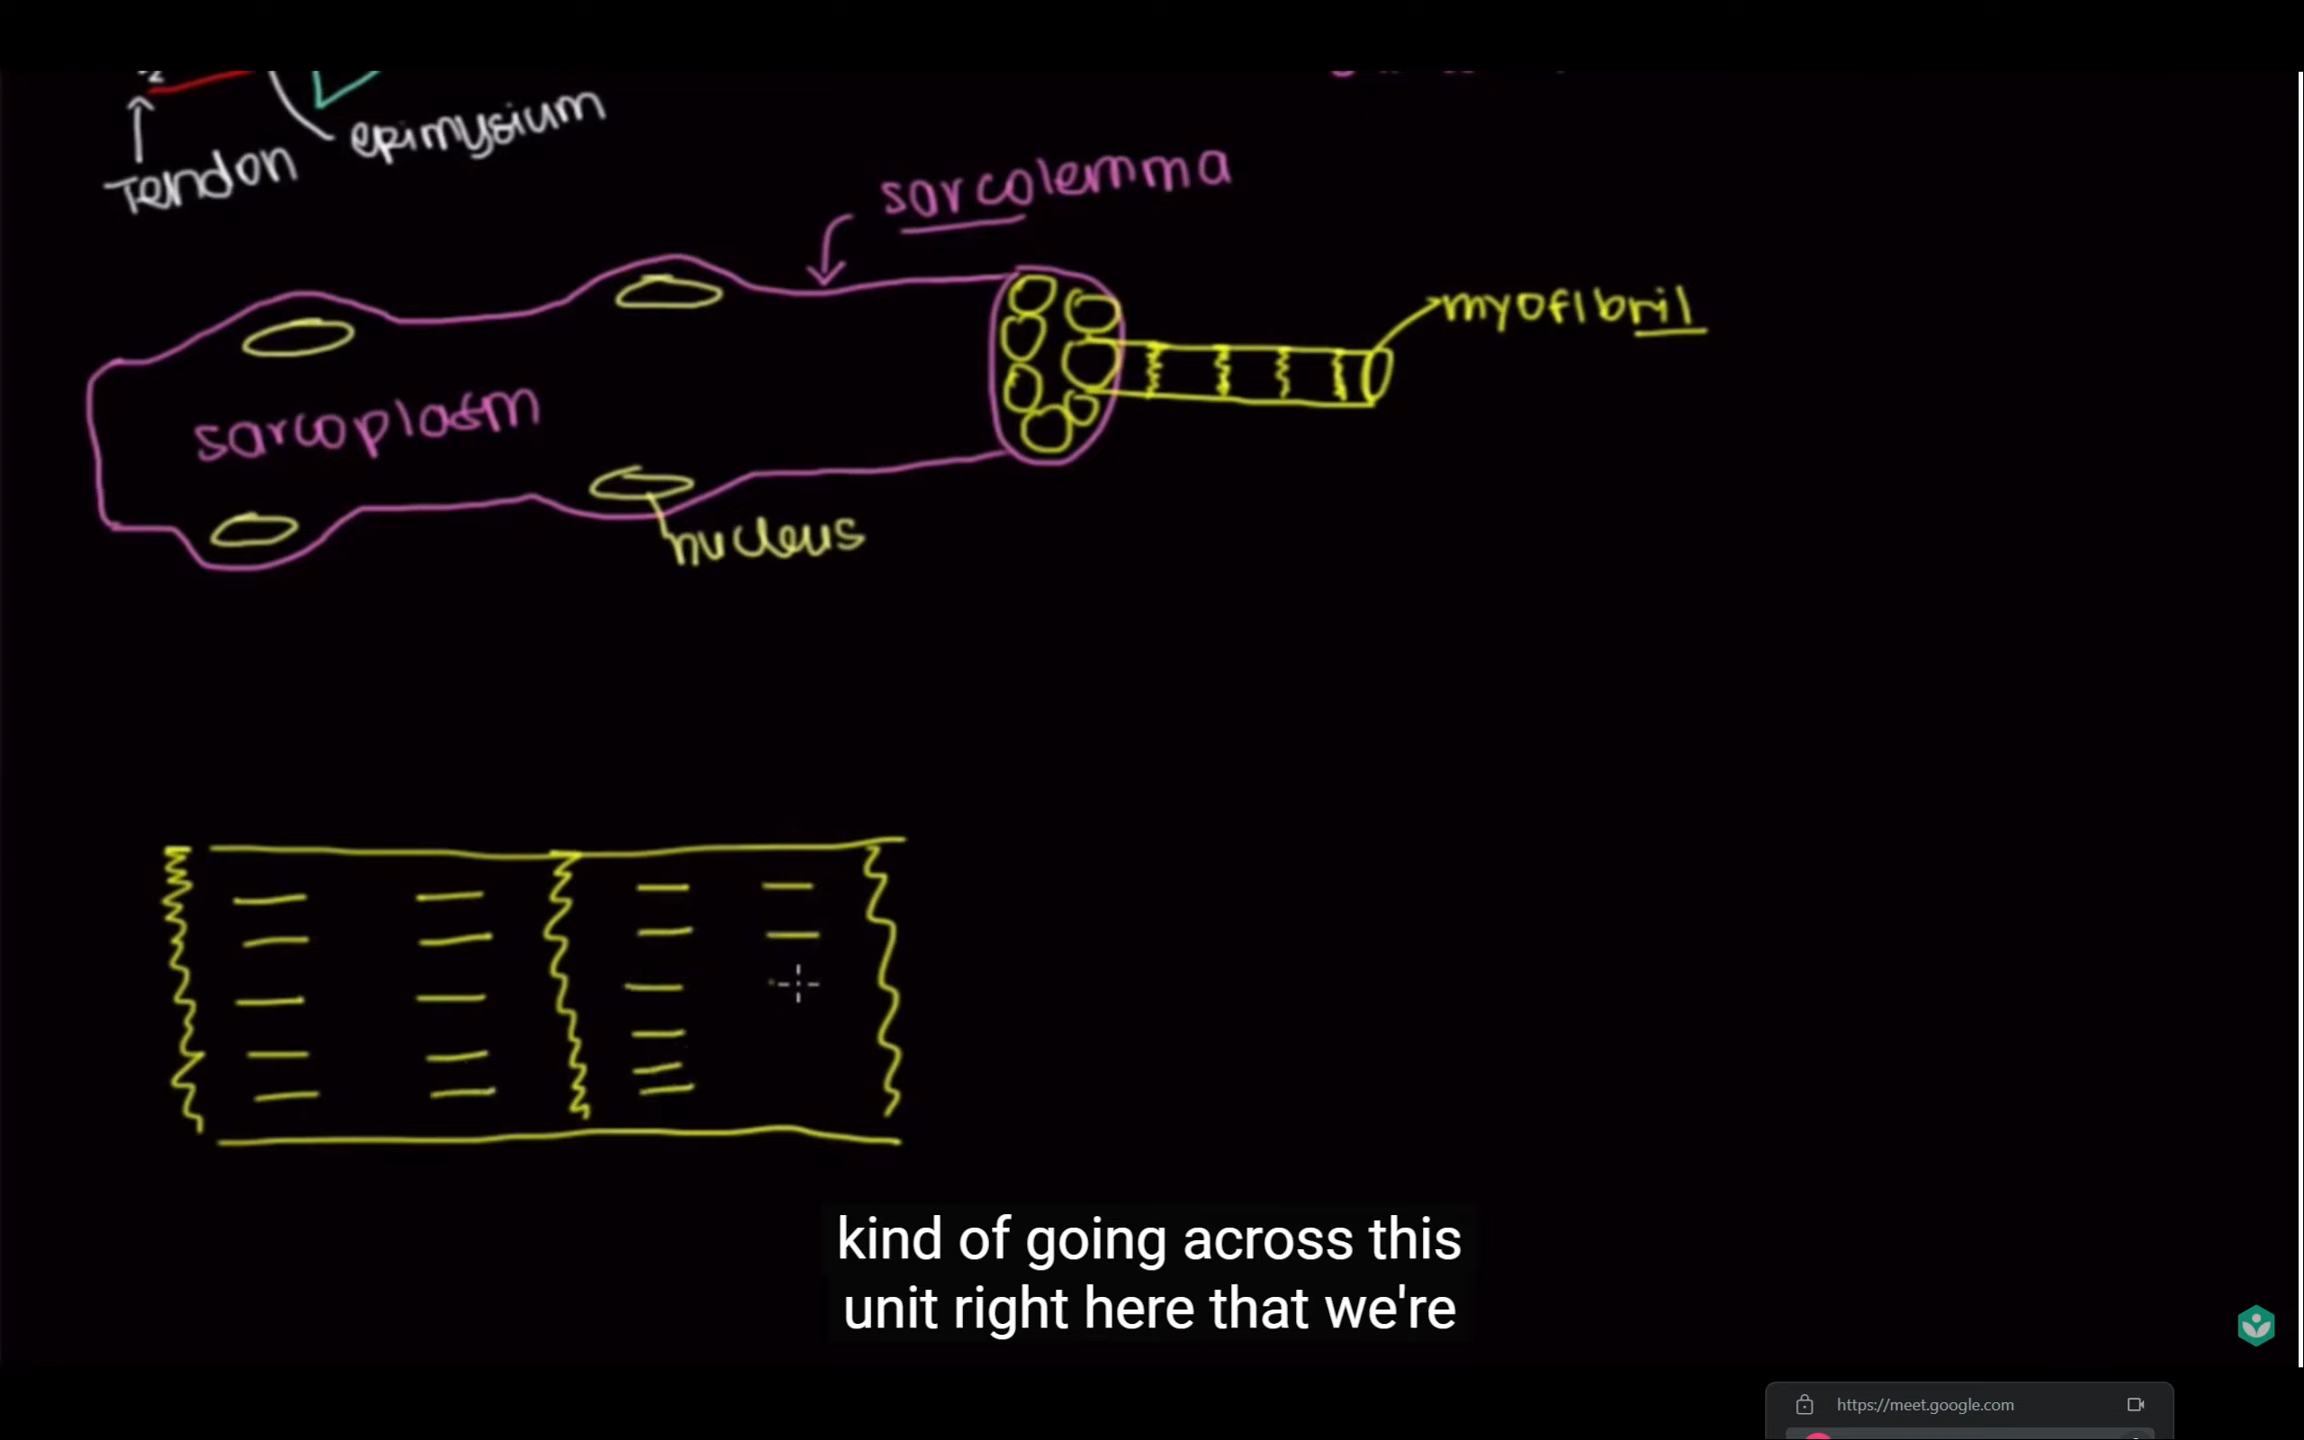 epimysium
Tendon
sarcolemma
myofibril
sarcoplasm
nucleus
kind of going across this
unit right here that we're
https://meet.google.com